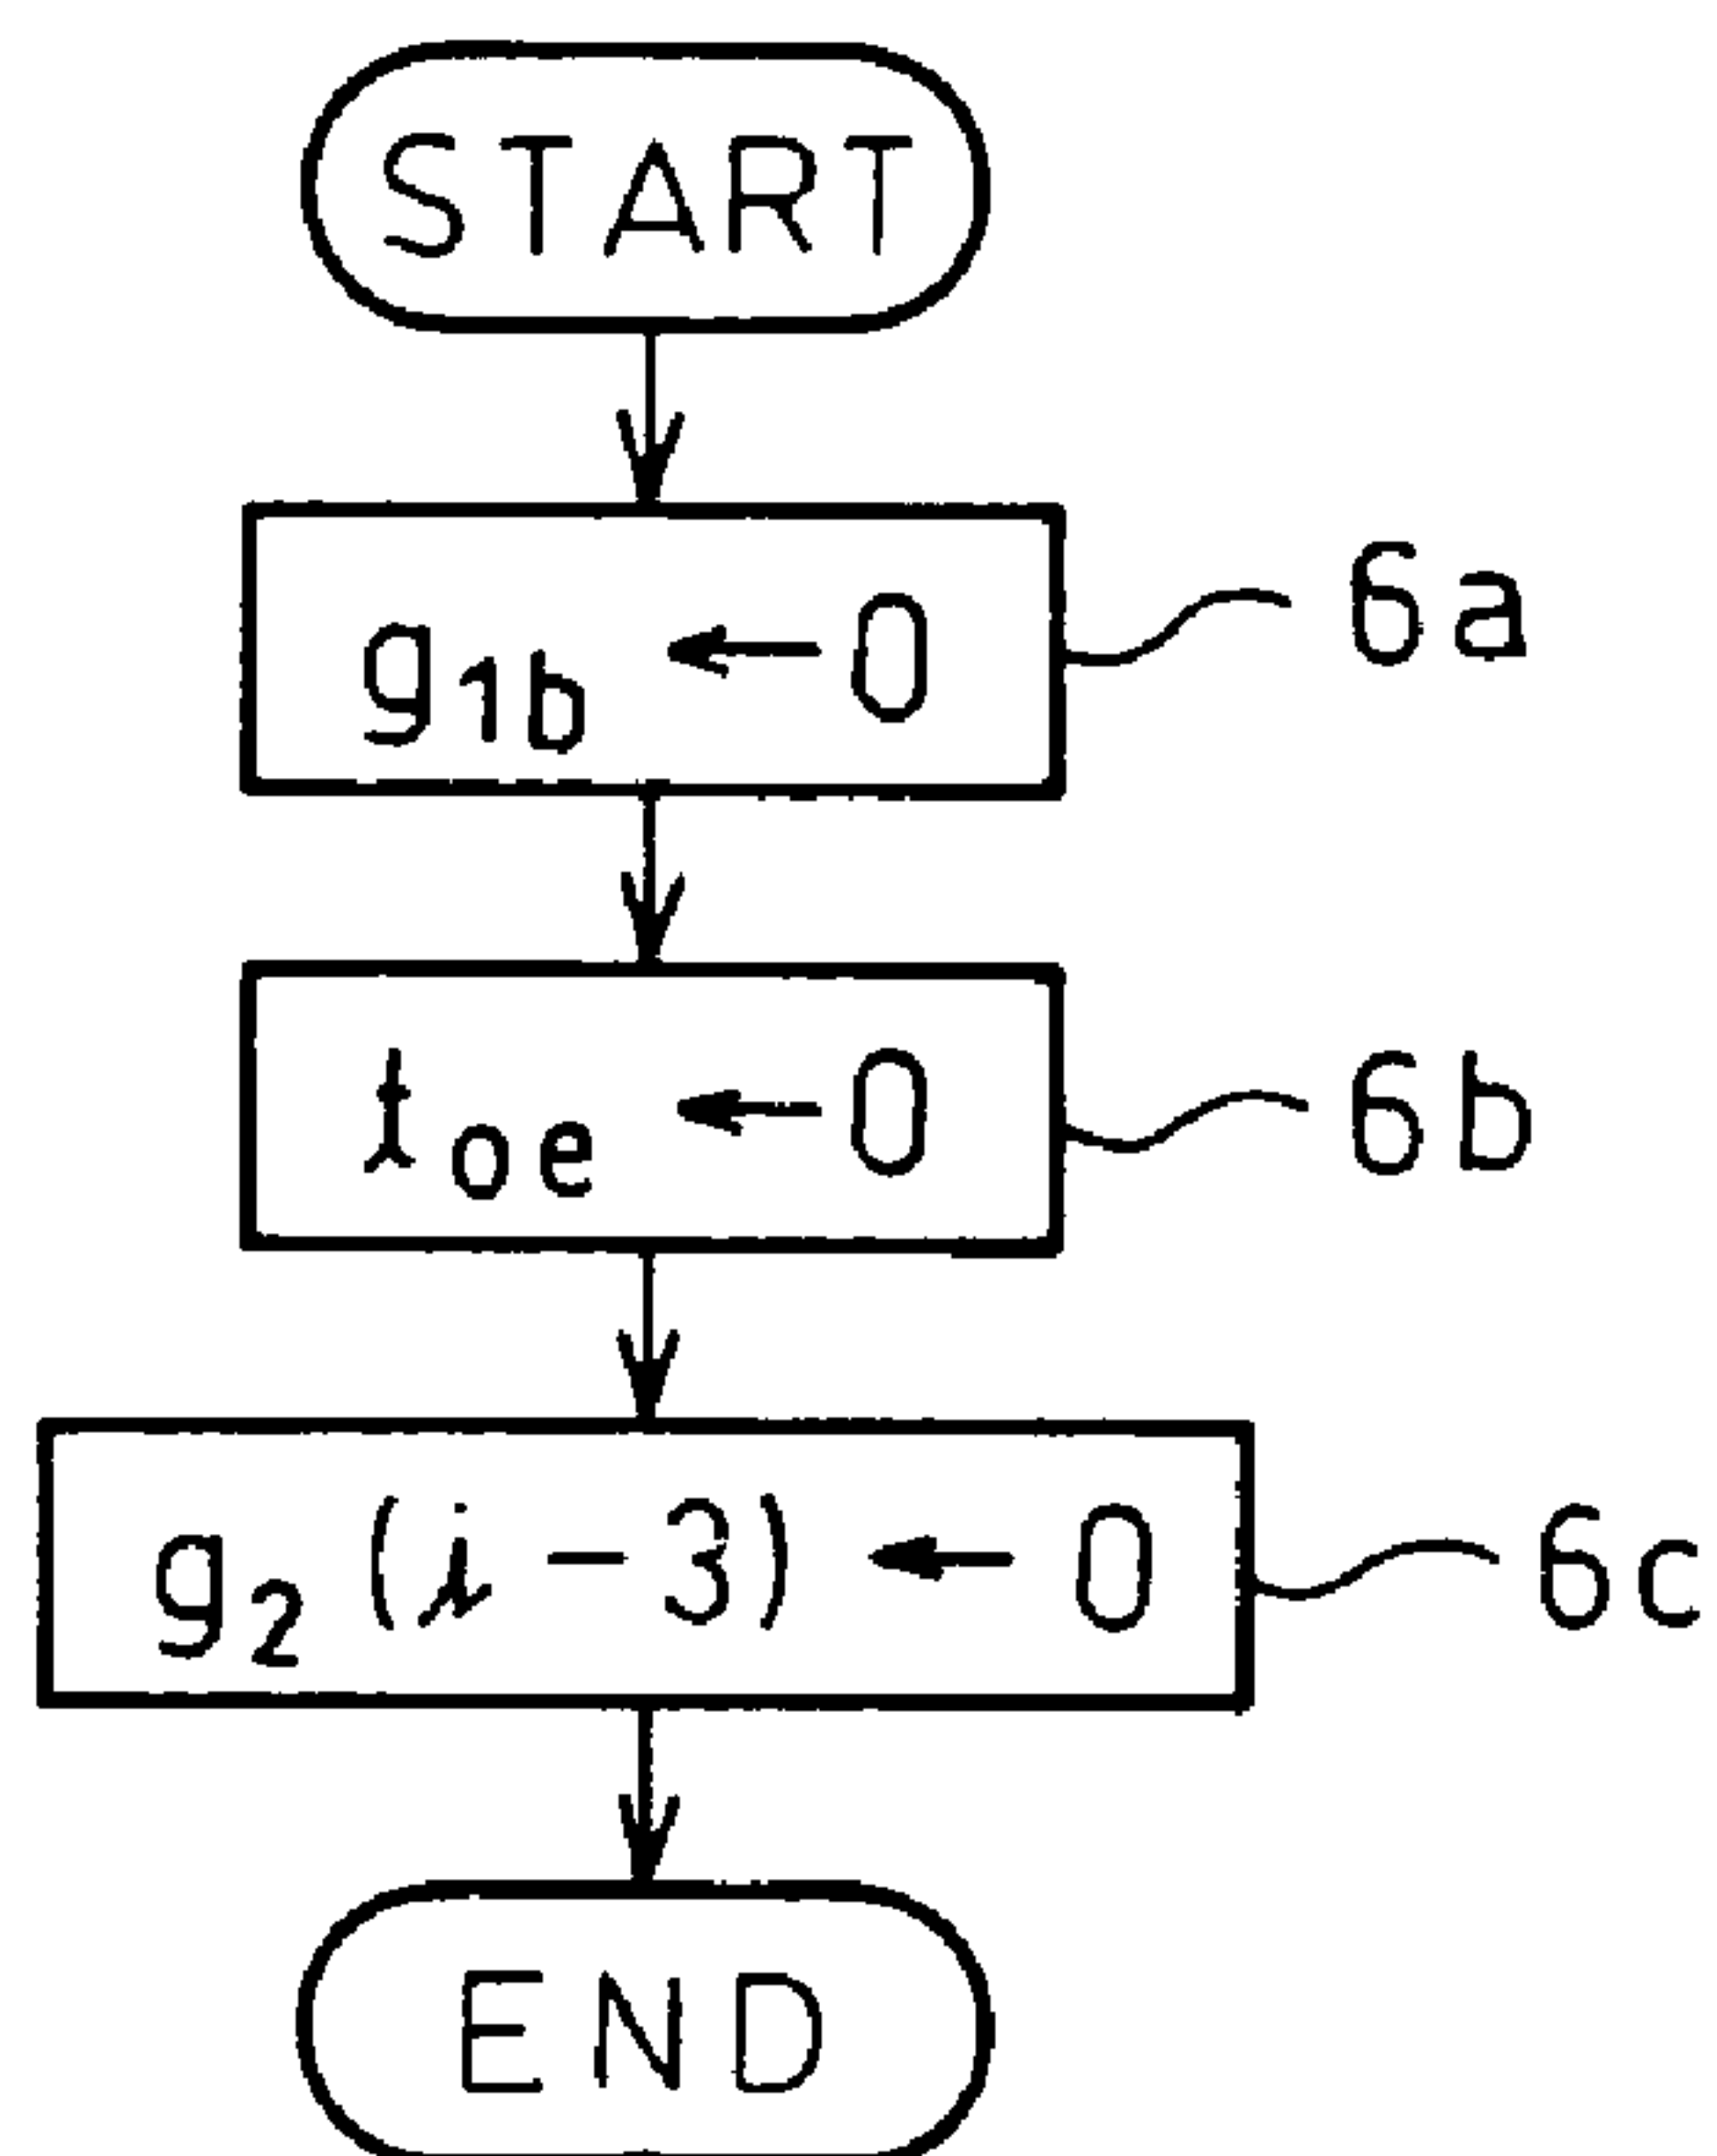 START
g1b ← 0
6a
toe ← 0
6b
g2 (i - 3) ← 0
6c
END